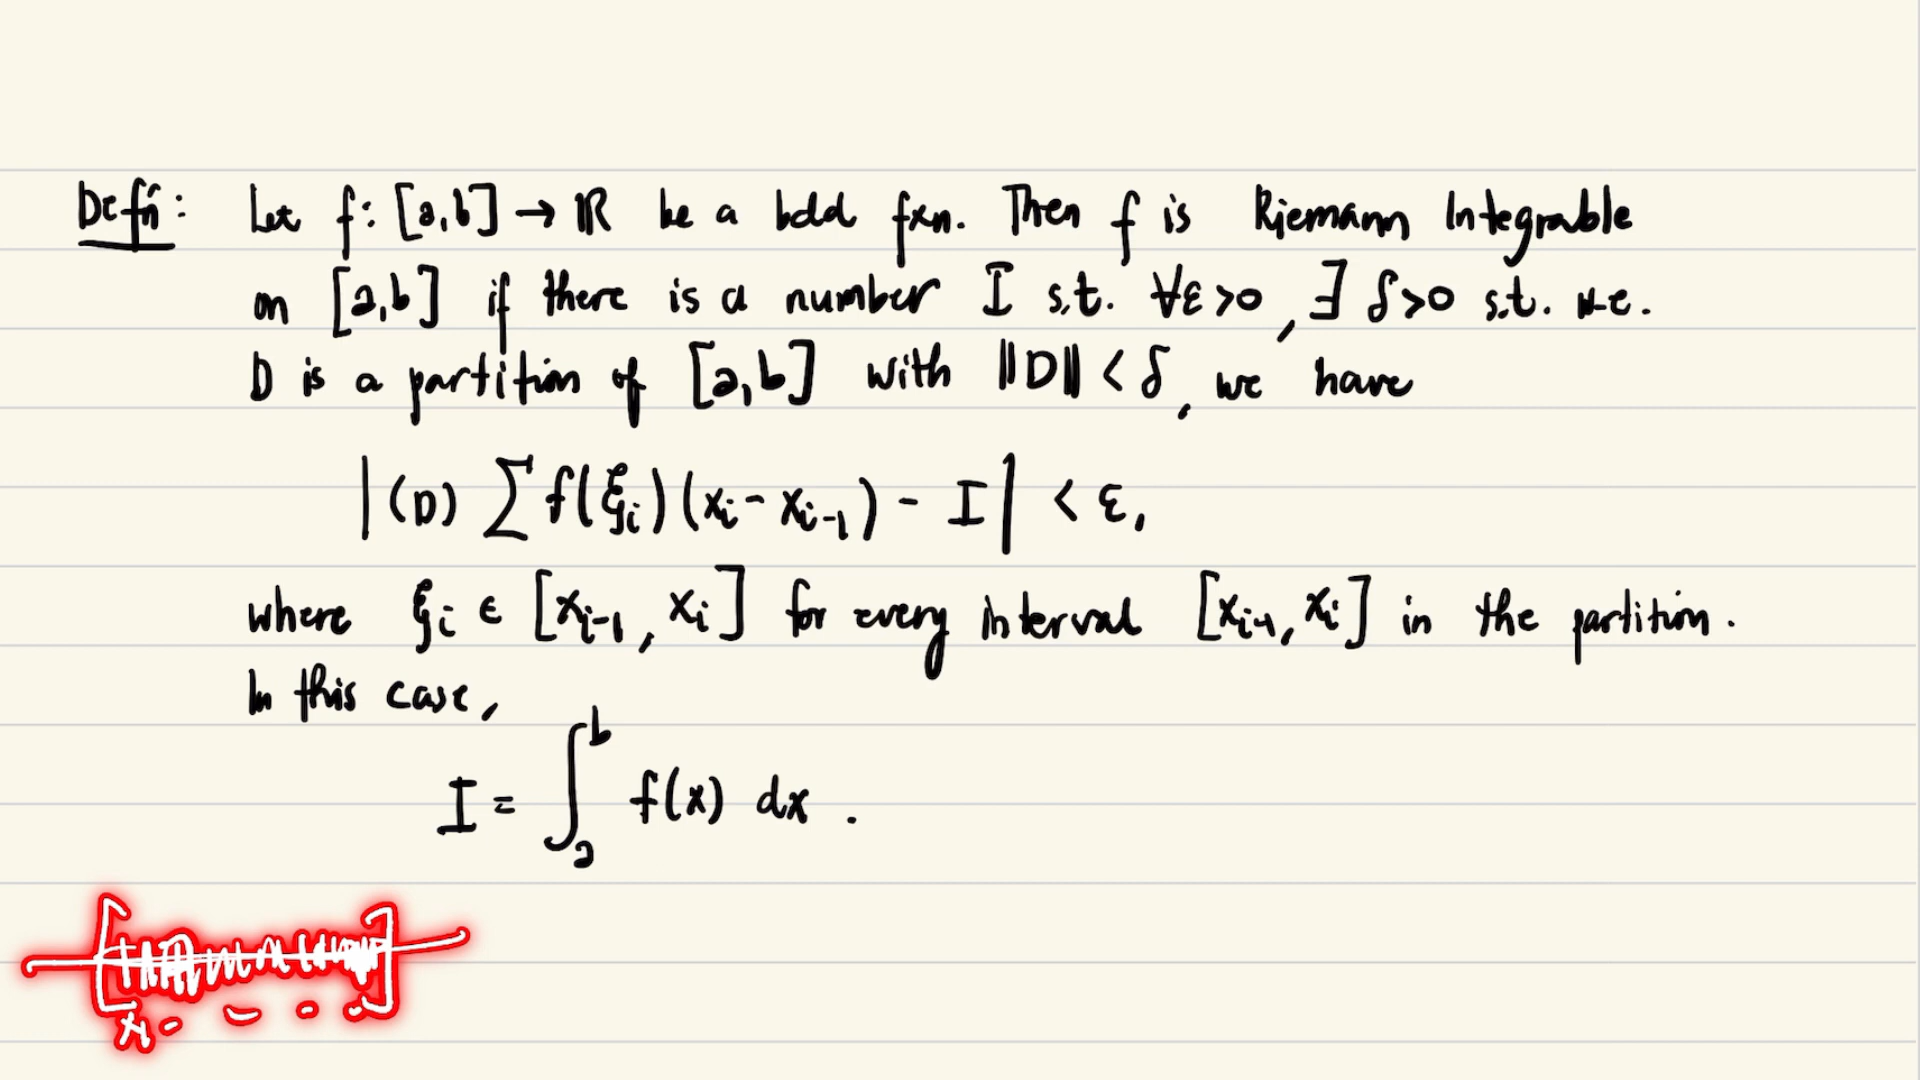 Defn: Let f: [a,b] → ℝ be a bdd fxn. Then f is Riemann Integrable
on [a,b] if there is a number I s.t. ∀ε>0, ∃ δ>0 s.t. w.e.
D is a partition of [a,b] with ||D|| < δ, we have
|(D) ∑ f(ξi)(xi - xi-1) - I| < ε,
where ξi ∈ [xi-1, xi] for every interval [xi-1, xi] in the partition.
In this case,
I = ∫ab f(x) dx.